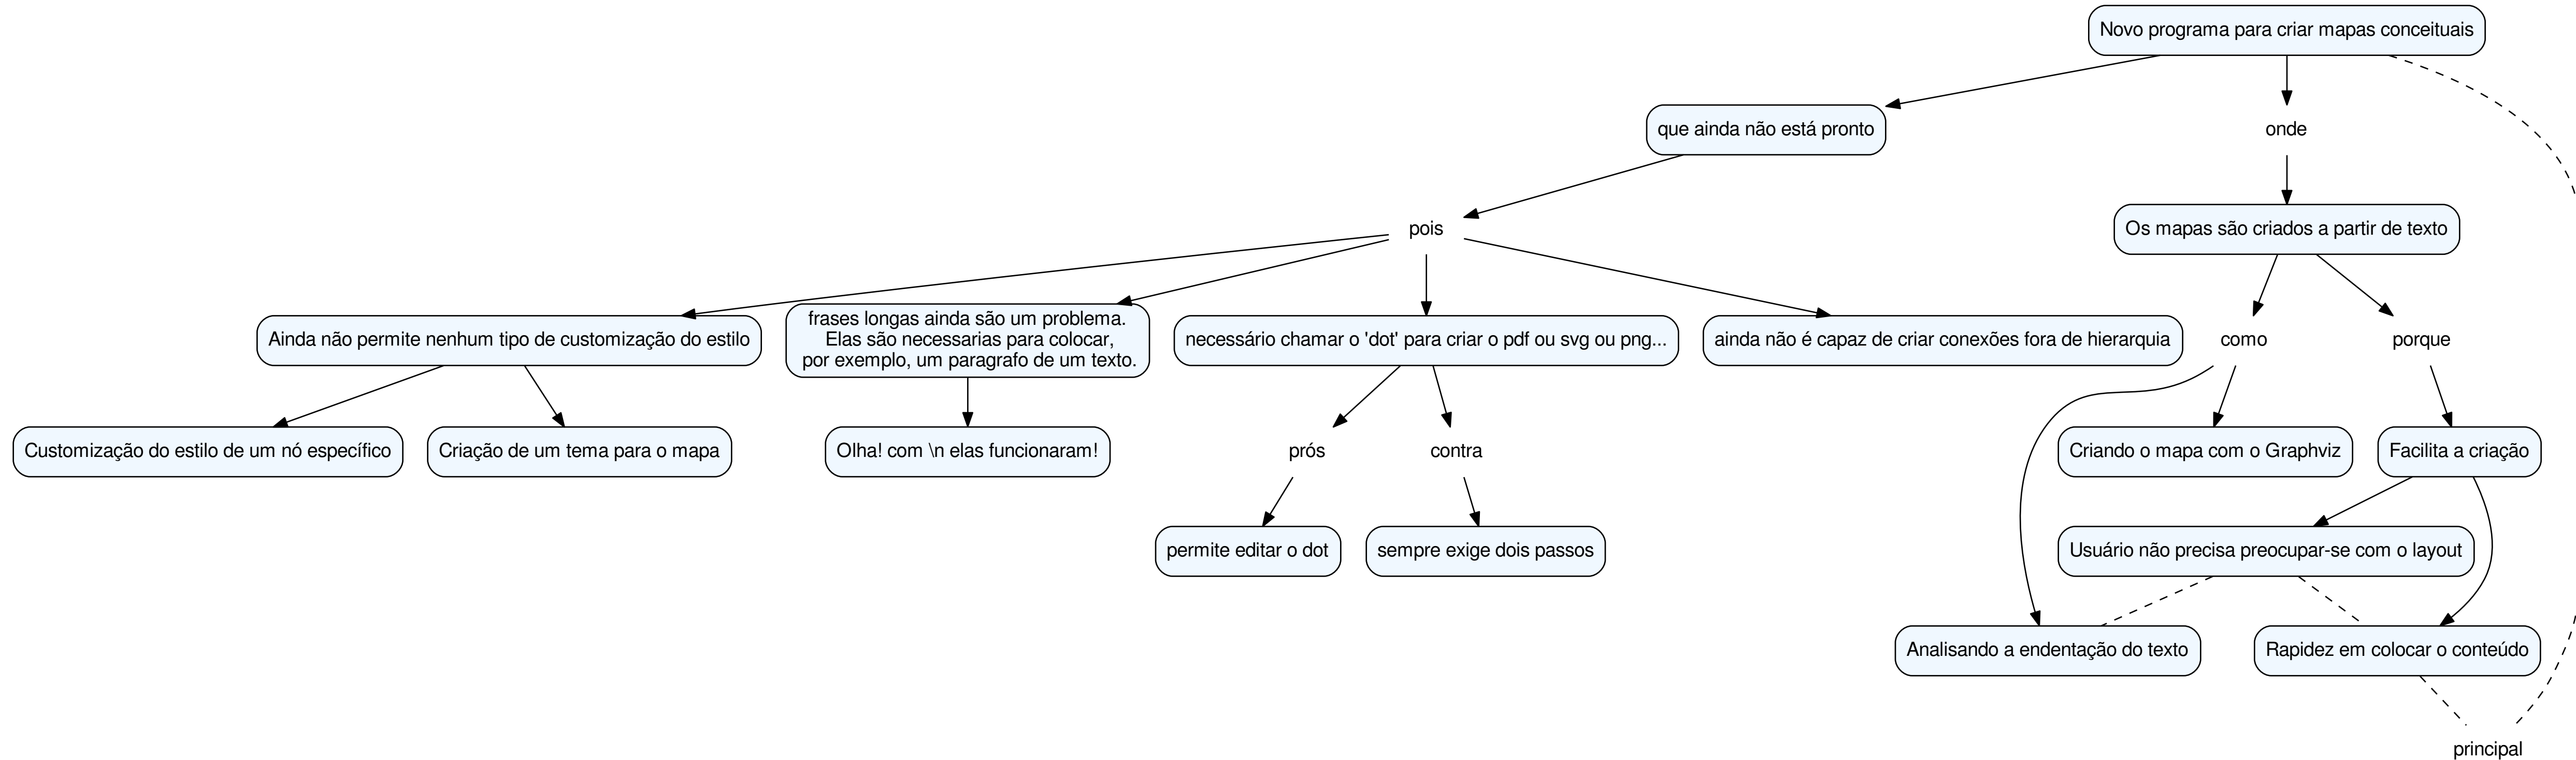 Novo programa para criar mapas conceituais
que ainda não está pronto
onde
pois
Os mapas são criados a partir de texto
Ainda não permite nenhum tipo de customização do estilo
frases longas ainda são um problema.
Elas são necessarias para colocar,
por exemplo, um paragrafo de um texto.
necessário chamar o 'dot' para criar o pdf ou svg ou png...
ainda não é capaz de criar conexões fora de hierarquia
como
porque
Customização do estilo de um nó específico
Criação de um tema para o mapa
Olha! com \n elas funcionaram!
prós
contra
Criando o mapa com o Graphviz
Facilita a criação
permite editar o dot
sempre exige dois passos
Usuário não precisa preocupar-se com o layout
Analisando a endentação do texto
Rapidez em colocar o conteúdo
principal